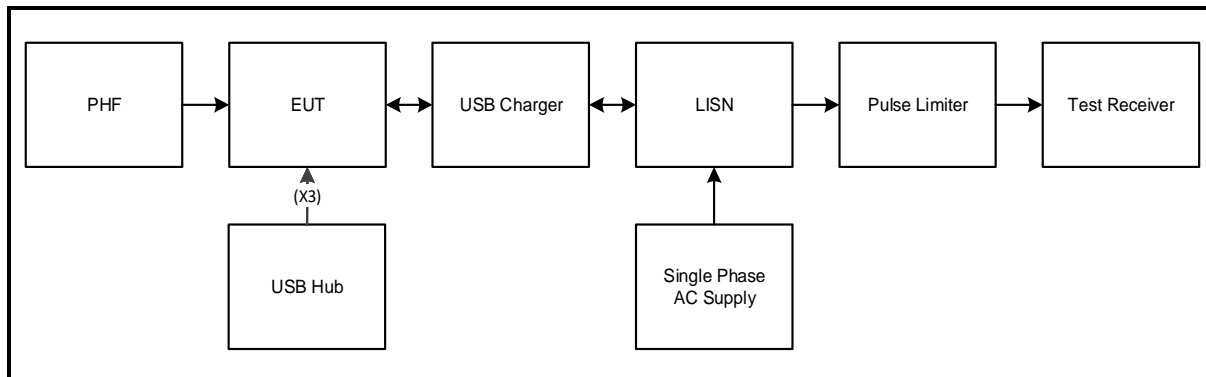 PHF
EUT
USB Charger
LISN
Pulse Limiter
Test Receiver
(X3)
USB Hub
Single Phase
AC Supply